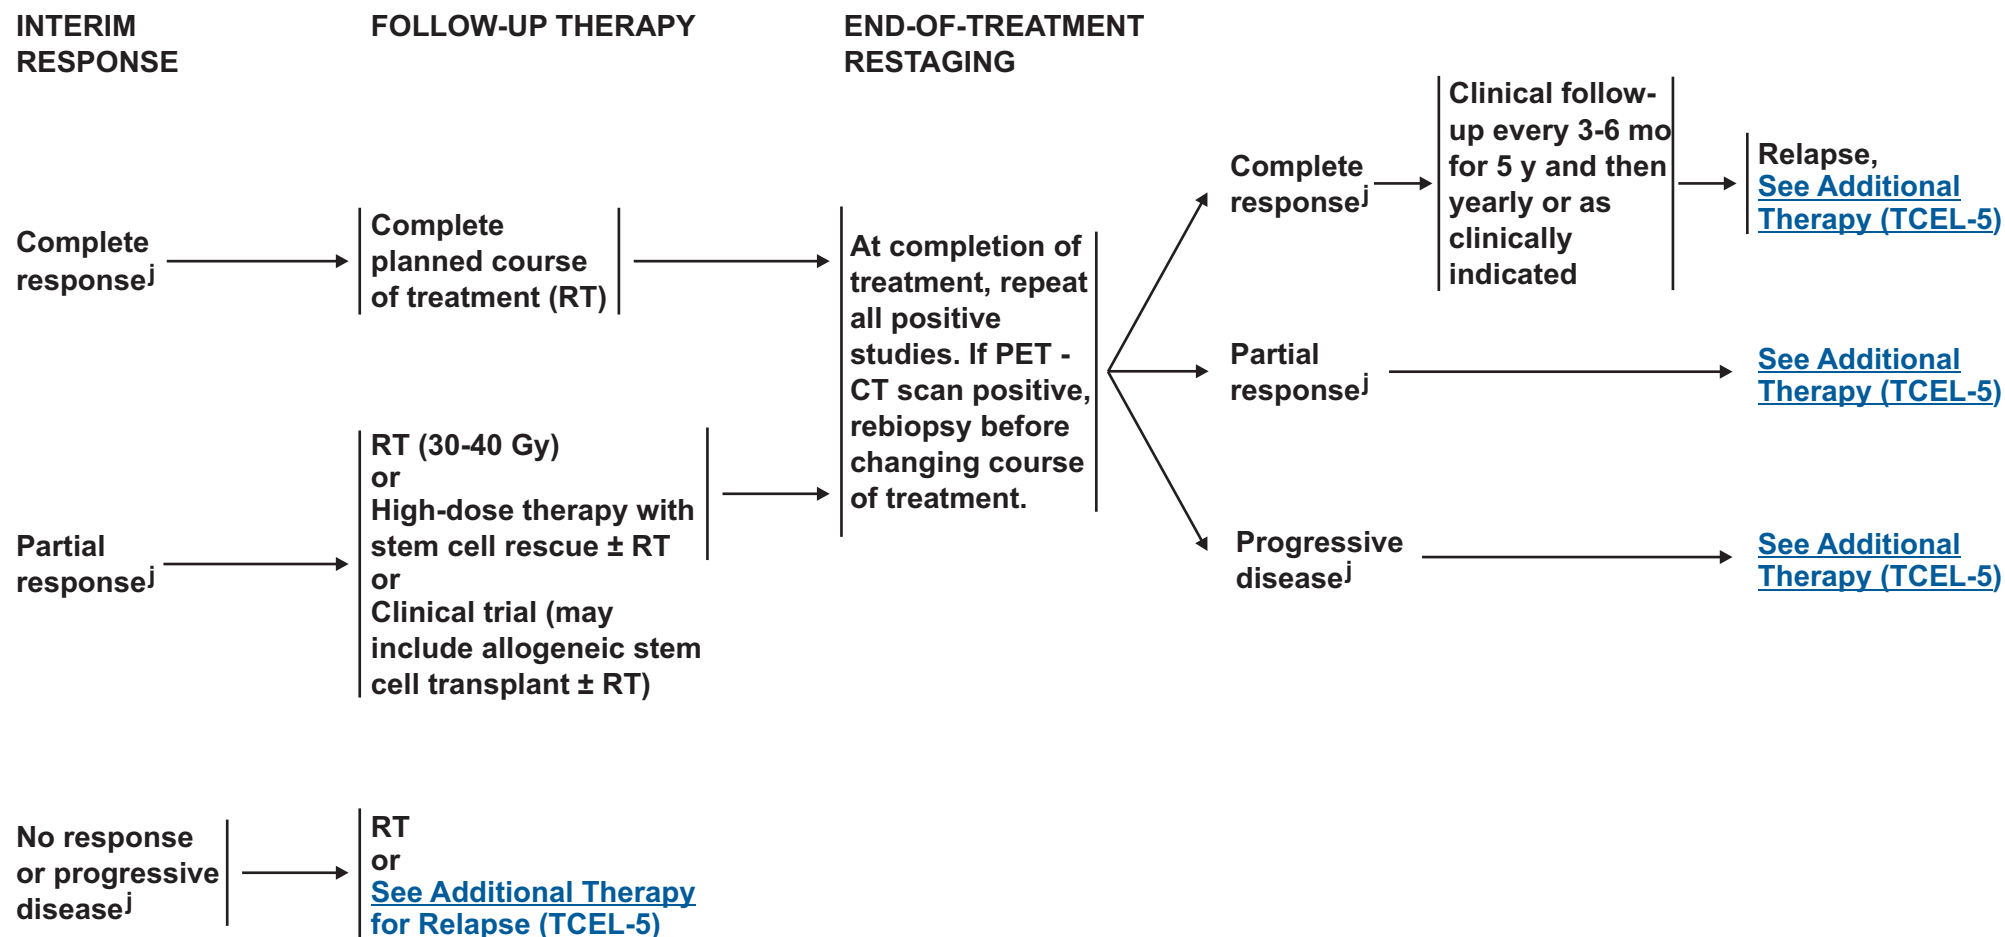 INTERIM
RESPONSE
FOLLOW-UP THERAPY
END-OF-TREATMENT
RESTAGING
Complete
responsej
Complete
planned course
of treatment (RT)
Partial
responsej
RT (30-40 Gy)
or
High-dose therapy with
stem cell rescue ± RT
or
Clinical trial (may
include allogeneic stem
cell transplant ± RT)
No response
or progressive
diseasej
RT
or
See Additional Therapy
for Relapse (TCEL-5)
At completion of
treatment, repeat
all positive
studies. If PET -
CT scan positive,
rebiopsy before
changing course
of treatment.
Complete
responsej
Clinical follow-
up every 3-6 mo
for 5 y and then
yearly or as
clinically
indicated
Relapse,
See Additional
Therapy (TCEL-5)
Partial
responsej
See Additional
Therapy (TCEL-5)
Progressive
diseasej
See Additional
Therapy (TCEL-5)